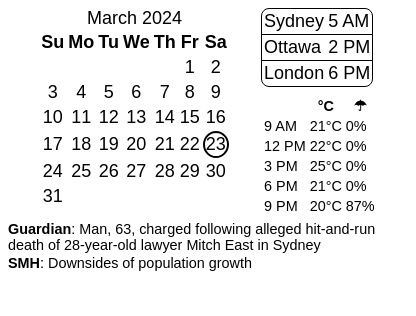 March 2024
Su Mo Tu We Th Fr Sa
1 2
3 4 5 6 7 8 9
10 11 12 13 14 15 16
17 18 19 20 21 22 23
24 25 26 27 28 29 30
31
Sydney 5 AM
Ottawa 2 PM
London 6 PM
°C ☂
9 AM 21°C 0%
12 PM 22°C 0%
3 PM 25°C 0%
6 PM 21°C 0%
9 PM 20°C 87%
Guardian: Man, 63, charged following alleged hit-and-run
death of 28-year-old lawyer Mitch East in Sydney
SMH: Downsides of population growth